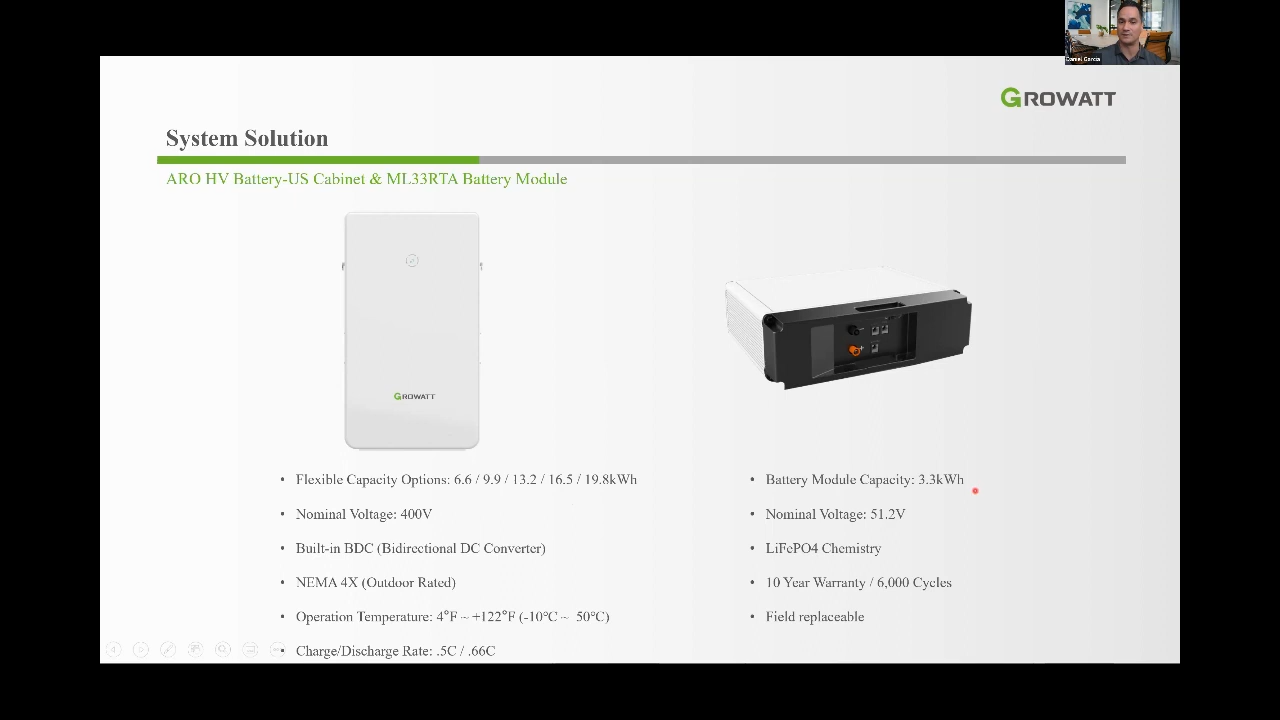 Daniel Garcia
GROWATT
System Solution
ARO HV Battery-US Cabinet & ML33RTA Battery Module
GROWATT
• Flexible Capacity Options: 6.6 / 9.9 / 13.2 / 16.5 / 19.8kWh
• Nominal Voltage: 400V
• Built-in BDC (Bidirectional DC Converter)
• NEMA 4X (Outdoor Rated)
• Operation Temperature: 4°F ~ +122°F (-10℃ ~ 50℃)
• Charge/Discharge Rate: .5C / .66C
• Battery Module Capacity: 3.3kWh
• Nominal Voltage: 51.2V
• LiFePO4 Chemistry
• 10 Year Warranty / 6,000 Cycles
• Field replaceable